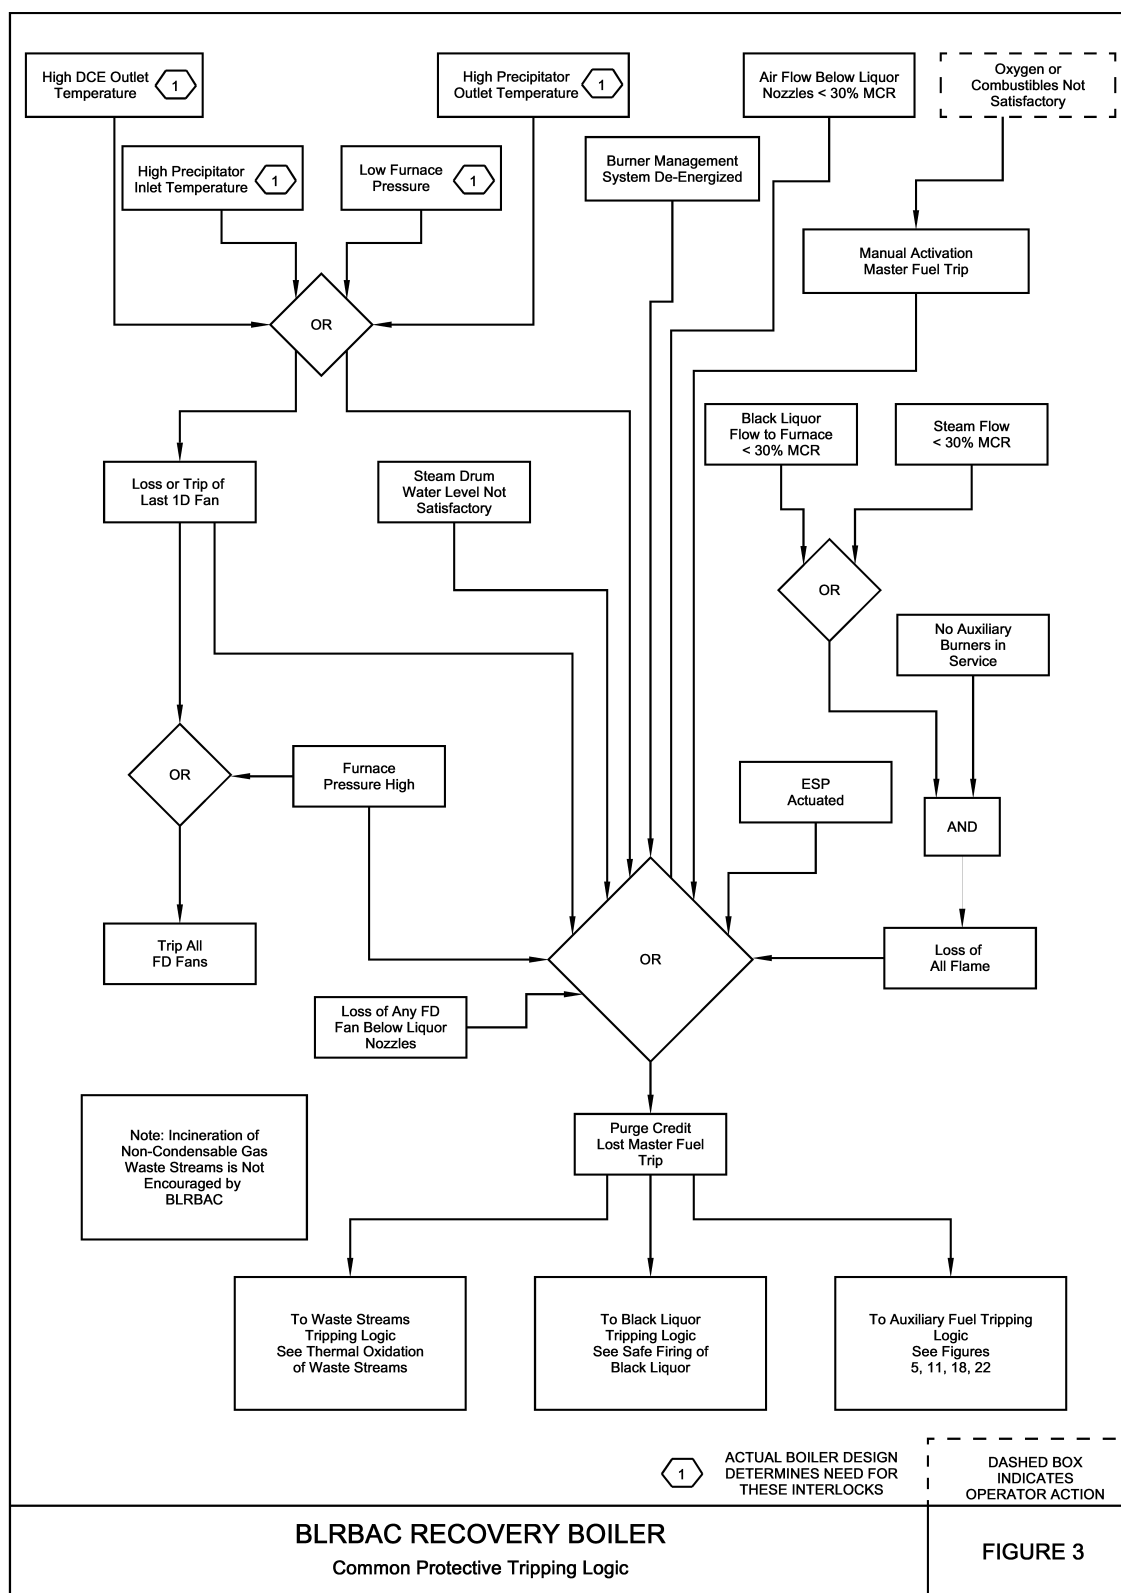 High DCE Outlet
Temperature
1
High Precipitator
Outlet Temperature
1
Air Flow Below Liquor
Nozzles < 30% MCR
Oxygen or
Combustibles Not
Satisfactory
High Precipitator
Inlet Temperature
1
Low Furnace
Pressure
1
Burner Management
System De-Energized
Manual Activation
Master Fuel Trip
OR
Black Liquor
Flow to Furnace
< 30% MCR
Steam Flow
< 30% MCR
Loss or Trip of
Last 1D Fan
Steam Drum
Water Level Not
Satisfactory
OR
No Auxiliary
Burners in
Service
OR
Furnace
Pressure High
ESP
Actuated
AND
Trip All
FD Fans
OR
Loss of
All Flame
Loss of Any FD
Fan Below Liquor
Nozzles
Note: Incineration of
Non-Condensable Gas
Waste Streams is Not
Encouraged by
BLRBAC
Purge Credit
Lost Master Fuel
Trip
To Waste Streams
Tripping Logic
See Thermal Oxidation
of Waste Streams
To Black Liquor
Tripping Logic
See Safe Firing of
Black Liquor
To Auxiliary Fuel Tripping
Logic
See Figures
5, 11, 18, 22
1
ACTUAL BOILER DESIGN
DETERMINES NEED FOR
THESE INTERLOCKS
DASHED BOX
INDICATES
OPERATOR ACTION
BLRBAC RECOVERY BOILER
Common Protective Tripping Logic
FIGURE 3